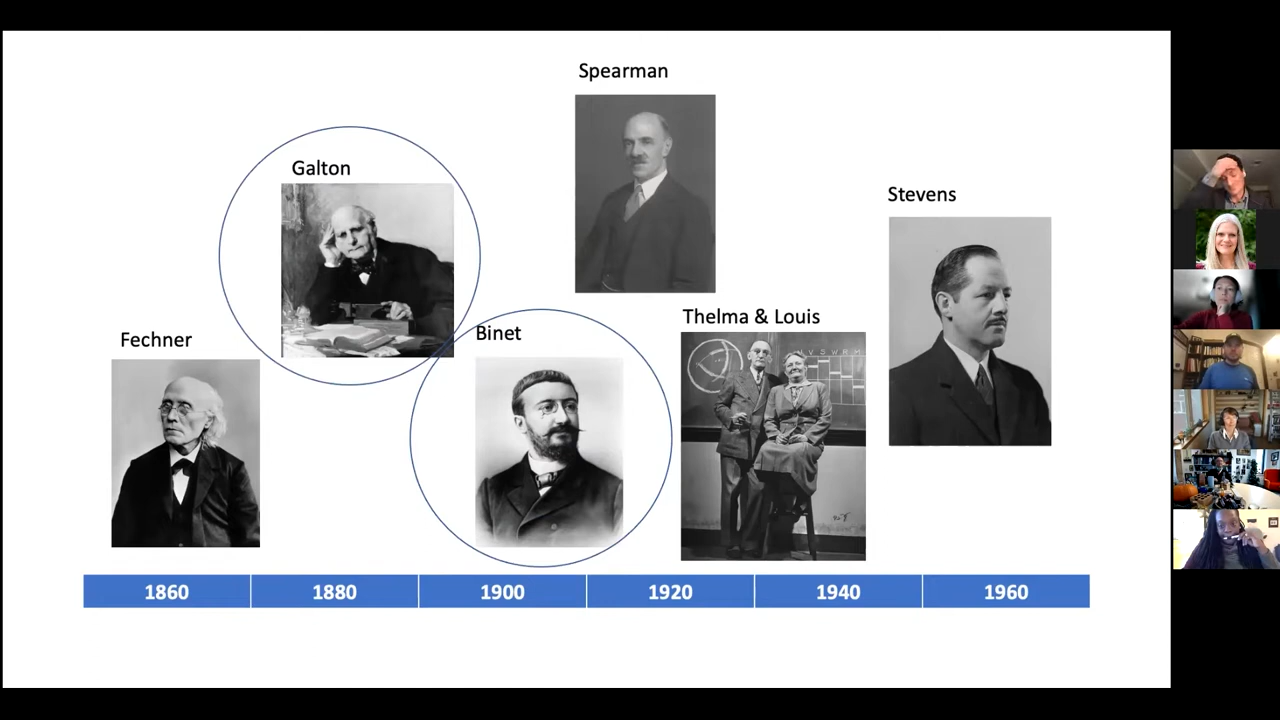 Spearman
Galton
Stevens
Thelma & Louis
Binet
Fechner
1860 1880 1900 1920 1940 1960